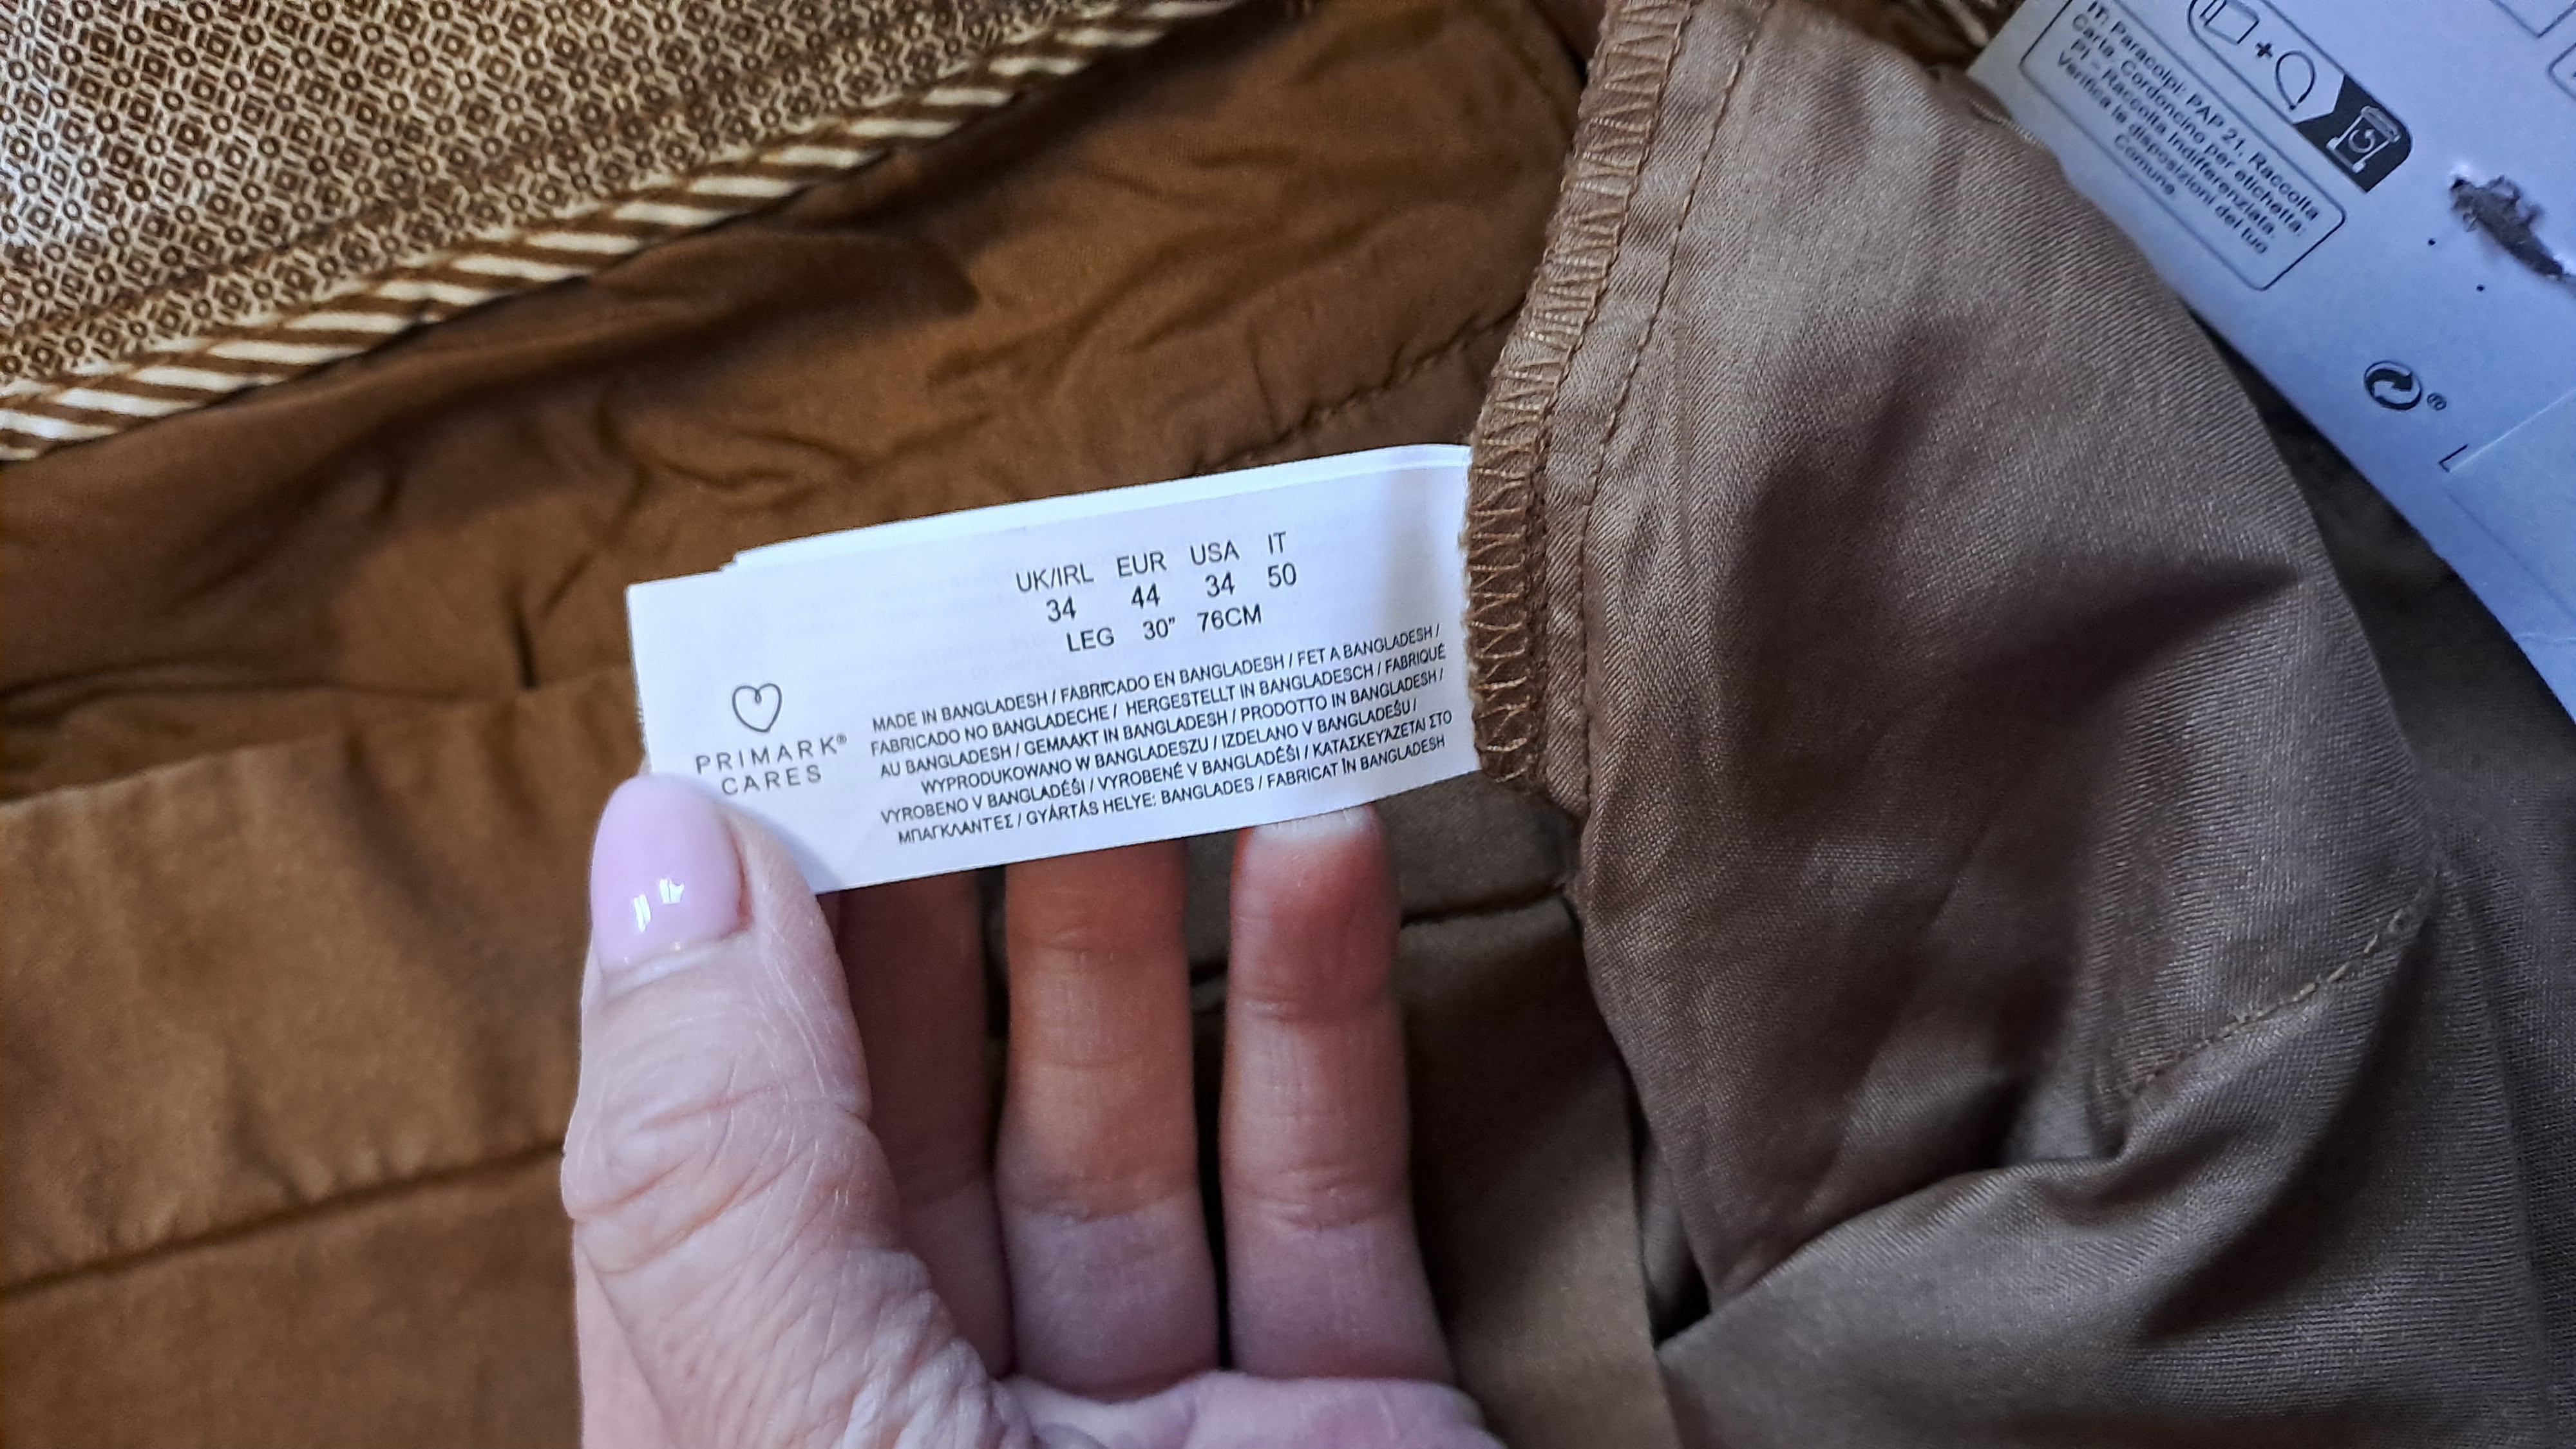 UK/IRL EUR USA IT
34 44 34 50
LEG 30” 76CM
PRIMARK®
CARES
MADE IN BANGLADESH / FABRICADO EN BANGLADESH / FET A BANGLADESH /
FABRICADO NO BANGLADECHE / HERGESTELLT IN BANGLADESCH / FABRIQUÉ
AU BANGLADESH / GEMAAKT IN BANGLADESH / PRODOTTO IN BANGLADESH /
WYPRODUKOWANO W BANGLADESZU / IZDELANO V BANGLADEŠU /
VYROBENO V BANGLADÉŠI / VYROBENÉ V BANGLADÉŠI / ΚΑΤΑΣΚΕΥΆΖΕΤΑΙ ΣΤΟ
ΜΠΑΓΚΛΑΝΤΕΣ / GYÁRTÁS HELYE: BANGLADES / FABRICAT ÎN BANGLADESH
IT: Paracolpi: PAP 21, Raccolta
Carta. Cordoncino per etichetta:
PI - Raccolta Indifferenziata.
Verifica le disposizioni del tuo
Comune.